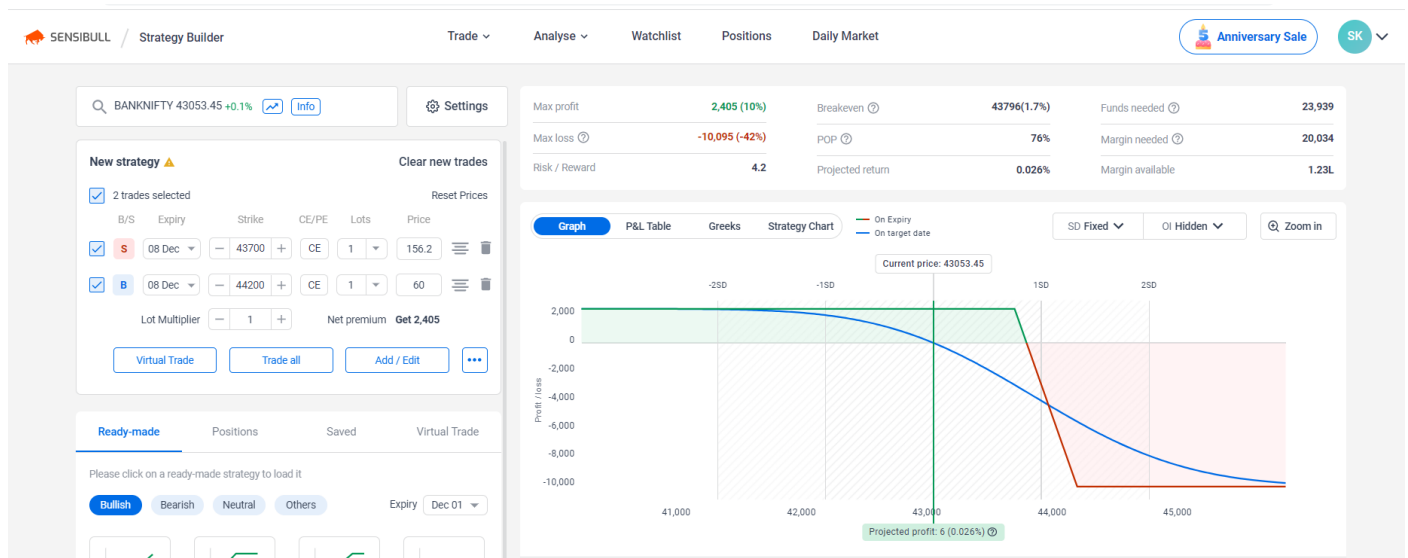 SENSIBULL / Strategy Builder
Trade
Analyse
Watchlist
Positions
Daily Market
5
Anniversary Sale
SK
BANKNIFTY 43053.45 +0.1% Info
Settings
New strategy
Clear new trades
2 trades selected
Reset Prices
B/S Expiry Strike CE/PE Lots Price
S 08 Dec − 43700 + CE 1 156.2
B 08 Dec − 44200 + CE 1 60
Lot Multiplier − 1 + Net premium Get 2,405
Virtual Trade
Trade all
Add / Edit
Ready-made
Positions
Saved
Virtual Trade
Please click on a ready-made strategy to load it
Bullish
Bearish
Neutral
Others
Expiry Dec 01
Max profit 2,405 (10%)
Breakeven 43796(1.7%)
Funds needed 23,939
Max loss -10,095 (-42%)
POP 76%
Margin needed 20,034
Risk / Reward 4.2
Projected return 0.026%
Margin available 1.23L
Graph
P&L Table
Greeks
Strategy Chart
On Expiry
On target date
SD Fixed
OI Hidden
Zoom in
Current price: 43053.45
-2SD
-1SD
1SD
2SD
2,000
0
-2,000
-4,000
-6,000
-8,000
-10,000
Profit / loss
41,000
42,000
43,000
44,000
45,000
Projected profit: 6 (0.026%)